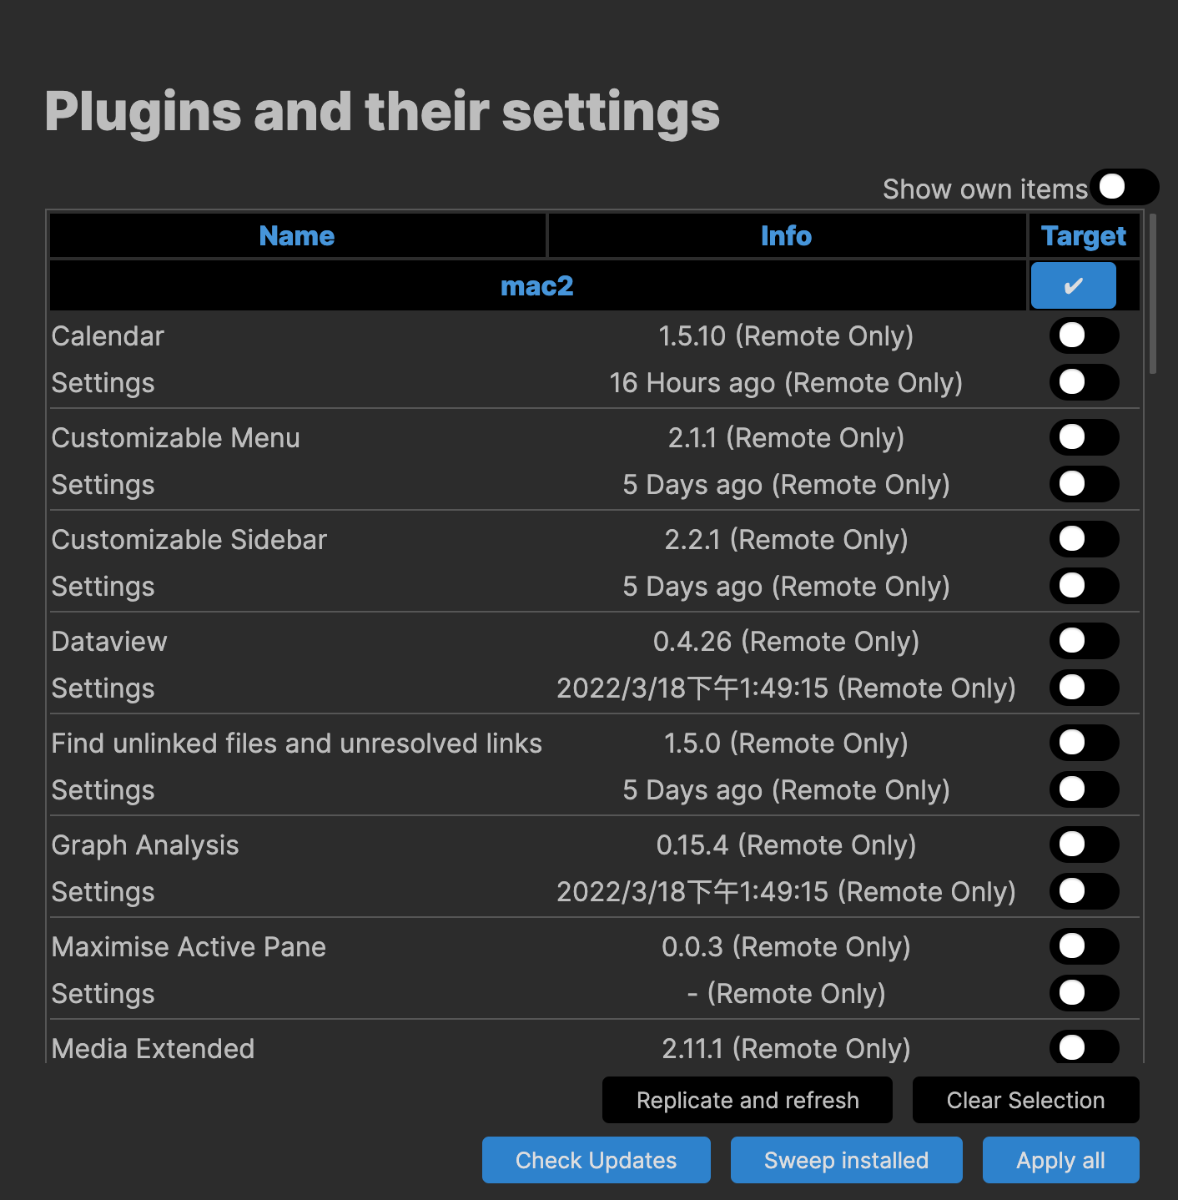 Plugins and their settings
Show own items
Name Info Target
mac2 ✔
Calendar 1.5.10 (Remote Only)
Settings 16 Hours ago (Remote Only)
Customizable Menu 2.1.1 (Remote Only)
Settings 5 Days ago (Remote Only)
Customizable Sidebar 2.2.1 (Remote Only)
Settings 5 Days ago (Remote Only)
Dataview 0.4.26 (Remote Only)
Settings 2022/3/18下午1:49:15 (Remote Only)
Find unlinked files and unresolved links 1.5.0 (Remote Only)
Settings 5 Days ago (Remote Only)
Graph Analysis 0.15.4 (Remote Only)
Settings 2022/3/18下午1:49:15 (Remote Only)
Maximise Active Pane 0.0.3 (Remote Only)
Settings - (Remote Only)
Media Extended 2.11.1 (Remote Only)
Replicate and refresh Clear Selection
Check Updates Sweep installed Apply all